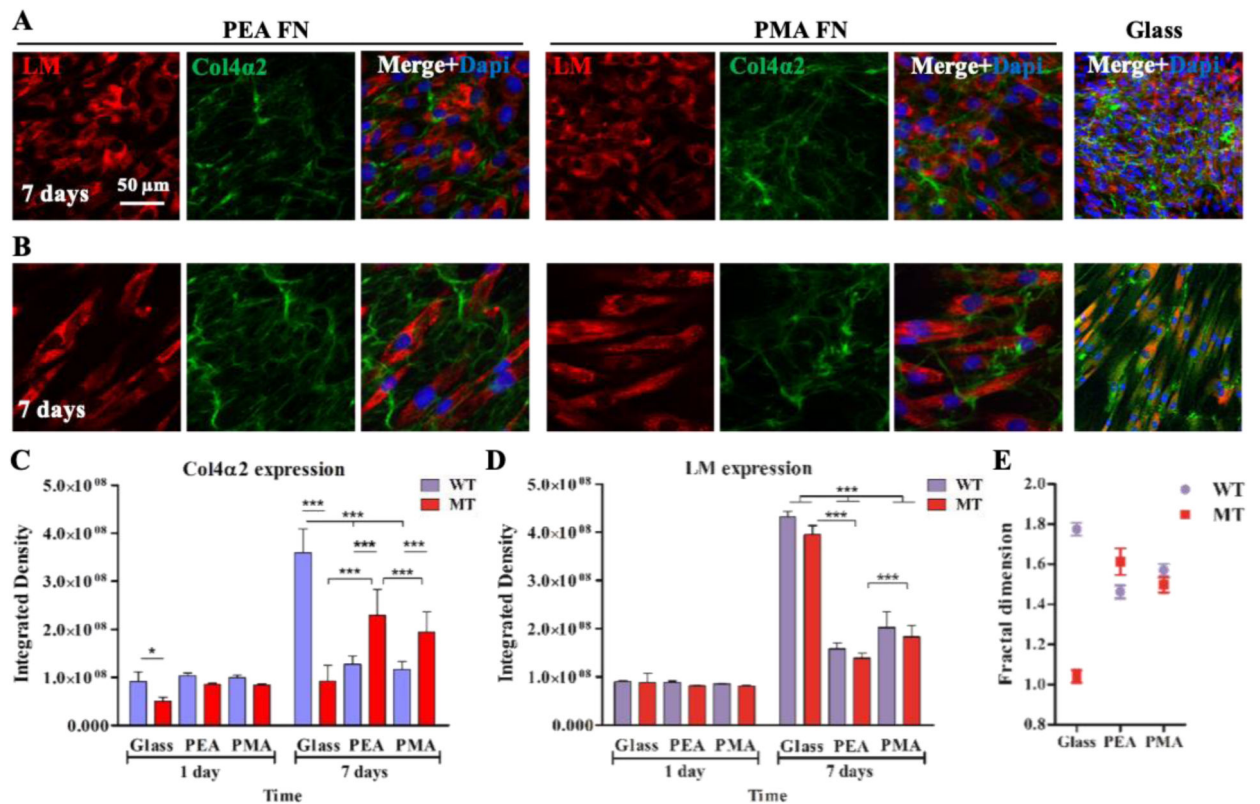 A
PEA FN
PMA FN
Glass
LM
Col4α2
Merge+Dapi
LM
Col4α2
Merge+Dapi
Merge+Dapi
7 days
50 µm
B
7 days
C
Col4α2 expression
WT
MT
Integrated Density
5.0×10⁰⁸
4.0×10⁰⁸
3.0×10⁰⁸
2.0×10⁰⁸
1.0×10⁰⁸
0.000
*
***
***
***
***
***
***
Glass PEA PMA Glass PEA PMA
1 day 7 days
Time
D
LM expression
WT
MT
Integrated Density
5.0×10⁰⁸
4.0×10⁰⁸
3.0×10⁰⁸
2.0×10⁰⁸
1.0×10⁰⁸
0.000
***
***
***
Glass PEA PMA Glass PEA PMA
1 day 7 days
Time
E
WT
MT
Fractal dimension
2.0
1.8
1.6
1.4
1.2
1.0
0.8
Glass PEA PMA